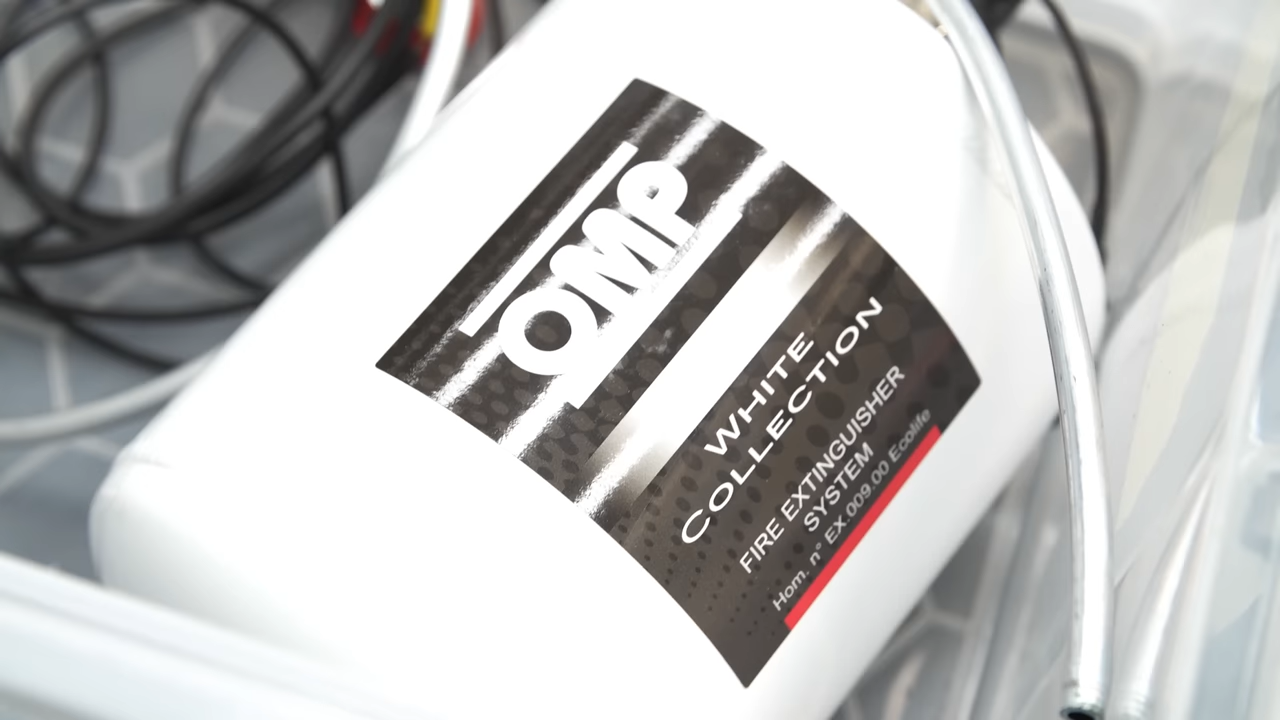 OMP
WHITE
COLLECTION
FIRE EXTINGUISHER
SYSTEM
Hom. n° EX.009.00 Ecolife